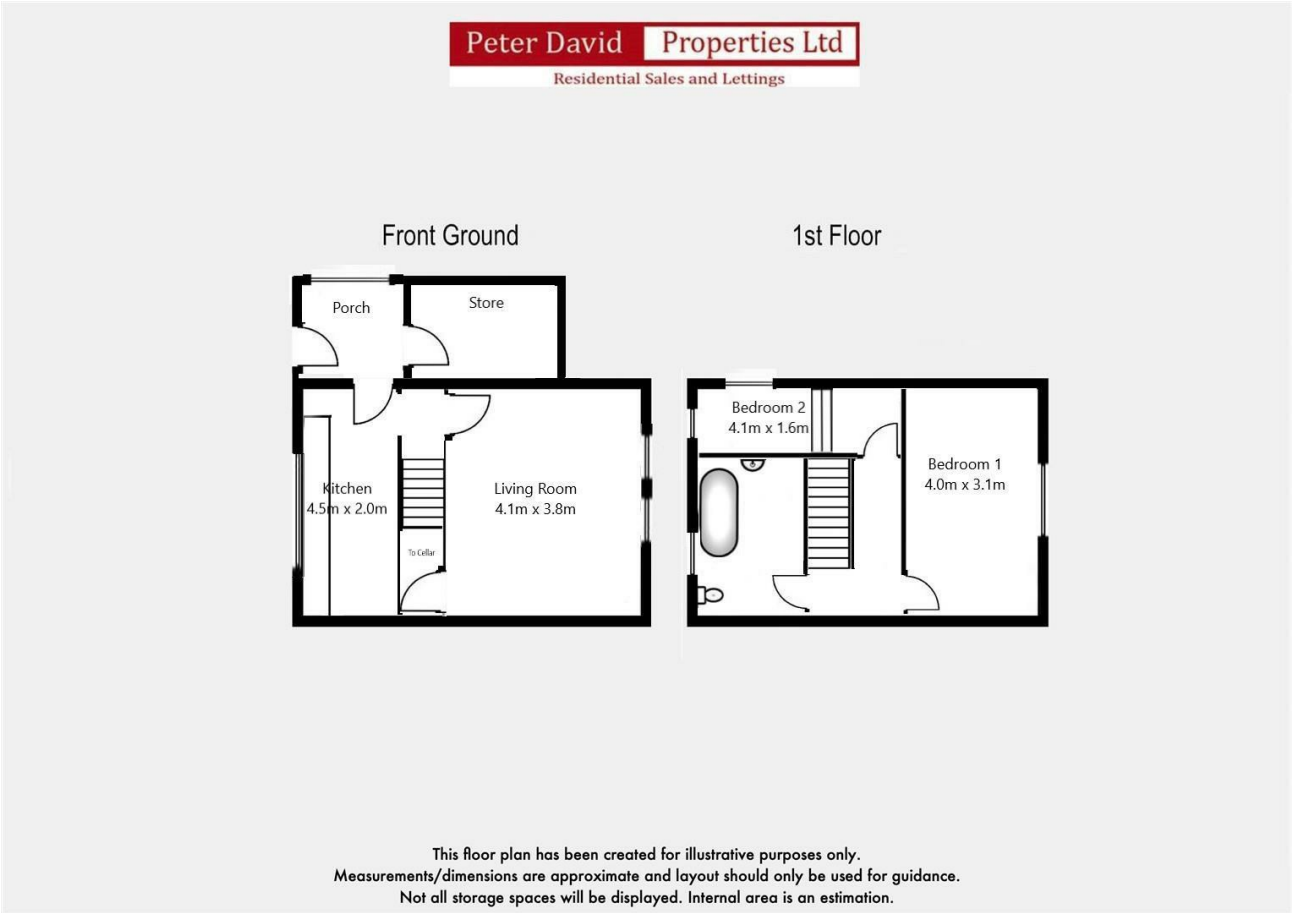 Peter David Properties Ltd
Residential Sales and Lettings
Front Ground
1st Floor
Porch
Store
Kitchen
4.5m x 2.0m
Living Room
4.1m x 3.8m
To Cellar
Bedroom 2
4.1m x 1.6m
Bedroom 1
4.0m x 3.1m
This floor plan has been created for illustrative purposes only.
Measurements/dimensions are approximate and layout should only be used for guidance.
Not all storage spaces will be displayed. Internal area is an estimation.